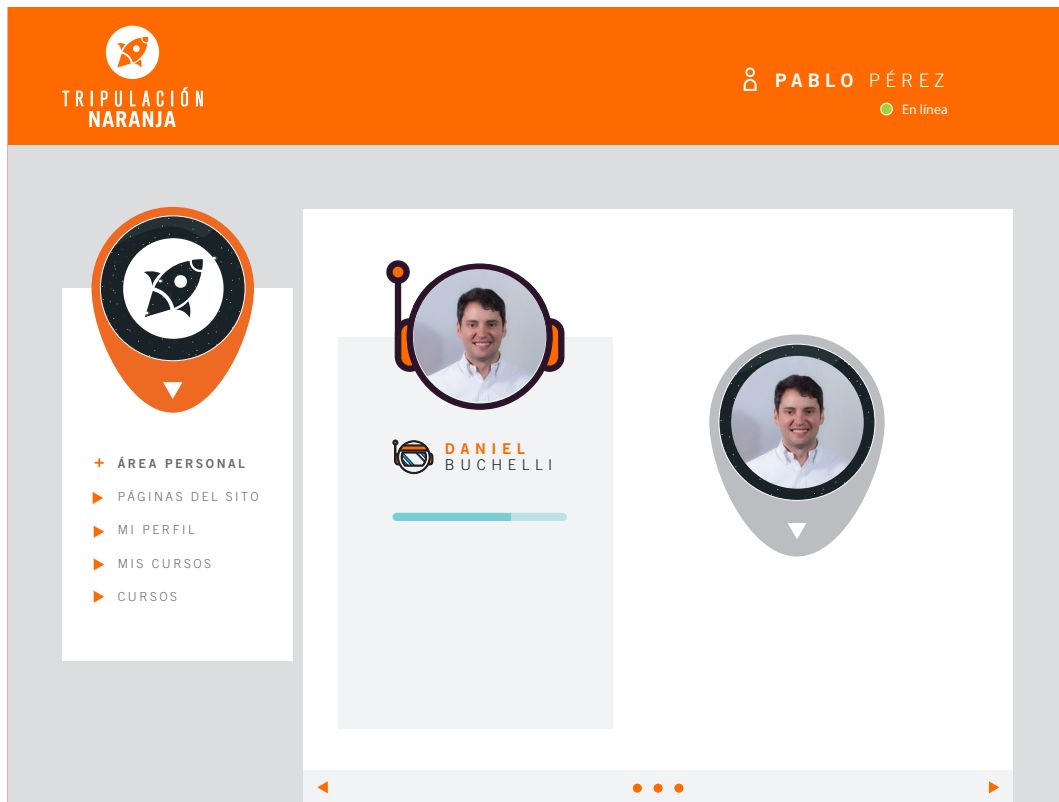 TRIPULACIÓN
NARANJA
PABLO PÉREZ
En línea
+ ÁREA PERSONAL
PÁGINAS DEL SITO
MI PERFIL
MIS CURSOS
CURSOS
DANIEL
BUCHELLI